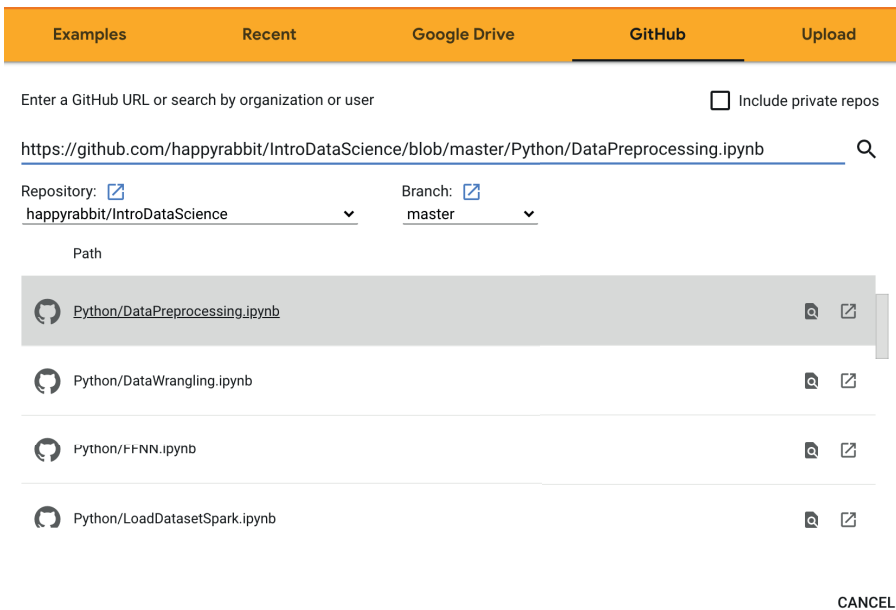 Examples Recent Google Drive GitHub Upload
Enter a GitHub URL or search by organization or user Include private repos
https://github.com/happyrabbit/IntroDataScience/blob/master/Python/DataPreprocessing.ipynb
Repository: Branch:
happyrabbit/IntroDataScience master
Path
Python/DataPreprocessing.ipynb
Python/DataWrangling.ipynb
Python/FFNN.ipynb
Python/LoadDatasetSpark.ipynb
CANCEL